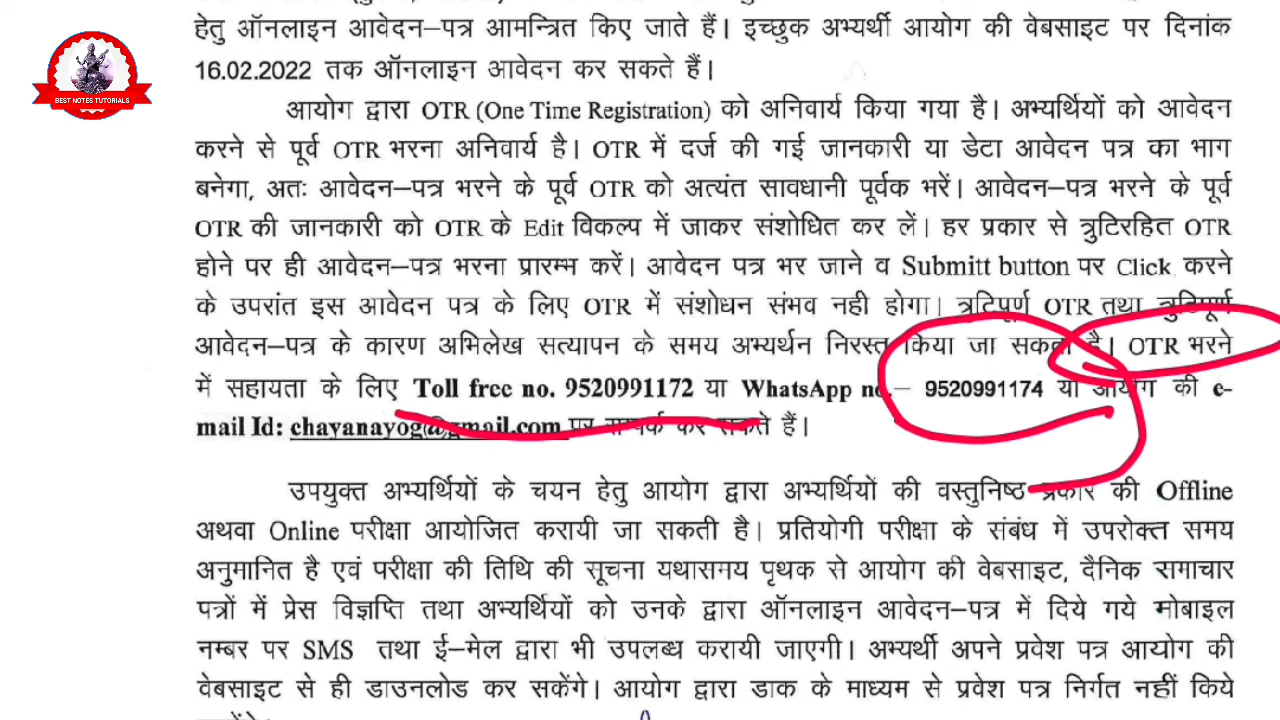 BEST NOTES TUTORIALS
हेतु ऑनलाइन आवेदन–पत्र आमन्त्रित किए जाते हैं। इच्छुक अभ्यर्थी आयोग की वेबसाइट पर दिनांक
16.02.2022 तक ऑनलाइन आवेदन कर सकते हैं।
आयोग द्वारा OTR (One Time Registration) को अनिवार्य किया गया है। अभ्यर्थियों को आवेदन
करने से पूर्व OTR भरना अनिवार्य है। OTR में दर्ज की गई जानकारी या डेटा आवेदन पत्र का भाग
बनेगा, अतः आवेदन–पत्र भरने के पूर्व OTR को अत्यंत सावधानी पूर्वक भरें। आवेदन–पत्र भरने के पूर्व
OTR की जानकारी को OTR के Edit विकल्प में जाकर संशोधित कर लें। हर प्रकार से त्रुटिरहित OTR
होने पर ही आवेदन–पत्र भरना प्रारम्भ करें। आवेदन पत्र भर जाने व Submitt button पर Click करने
के उपरांत इस आवेदन पत्र के लिए OTR में संशोधन संभव नही होगा। त्रुटिपूर्ण OTR तथा त्रुटिपूर्ण
आवेदन–पत्र के कारण अभिलेख सत्यापन के समय अभ्यर्थन निरस्त किया जा सकता है। OTR भरने
में सहायता के लिए Toll free no. 9520991172 या WhatsApp no.– 9520991174 या आयोग की e-
mail Id: chayanayog@gmail.com पर सम्पर्क कर सकते हैं।
उपयुक्त अभ्यर्थियों के चयन हेतु आयोग द्वारा अभ्यर्थियों की वस्तुनिष्ठ प्रकार की Offline
अथवा Online परीक्षा आयोजित करायी जा सकती है। प्रतियोगी परीक्षा के संबंध में उपरोक्त समय
अनुमानित है एवं परीक्षा की तिथि की सूचना यथासमय पृथक से आयोग की वेबसाइट, दैनिक समाचार
पत्रों में प्रेस विज्ञप्ति तथा अभ्यर्थियों को उनके द्वारा ऑनलाइन आवेदन–पत्र में दिये गये मोबाइल
नम्बर पर SMS तथा ई–मेल द्वारा भी उपलब्ध करायी जाएगी। अभ्यर्थी अपने प्रवेश पत्र आयोग की
वेबसाइट से ही डाउनलोड कर सकेंगे। आयोग द्वारा डाक के माध्यम से प्रवेश पत्र निर्गत नहीं किये